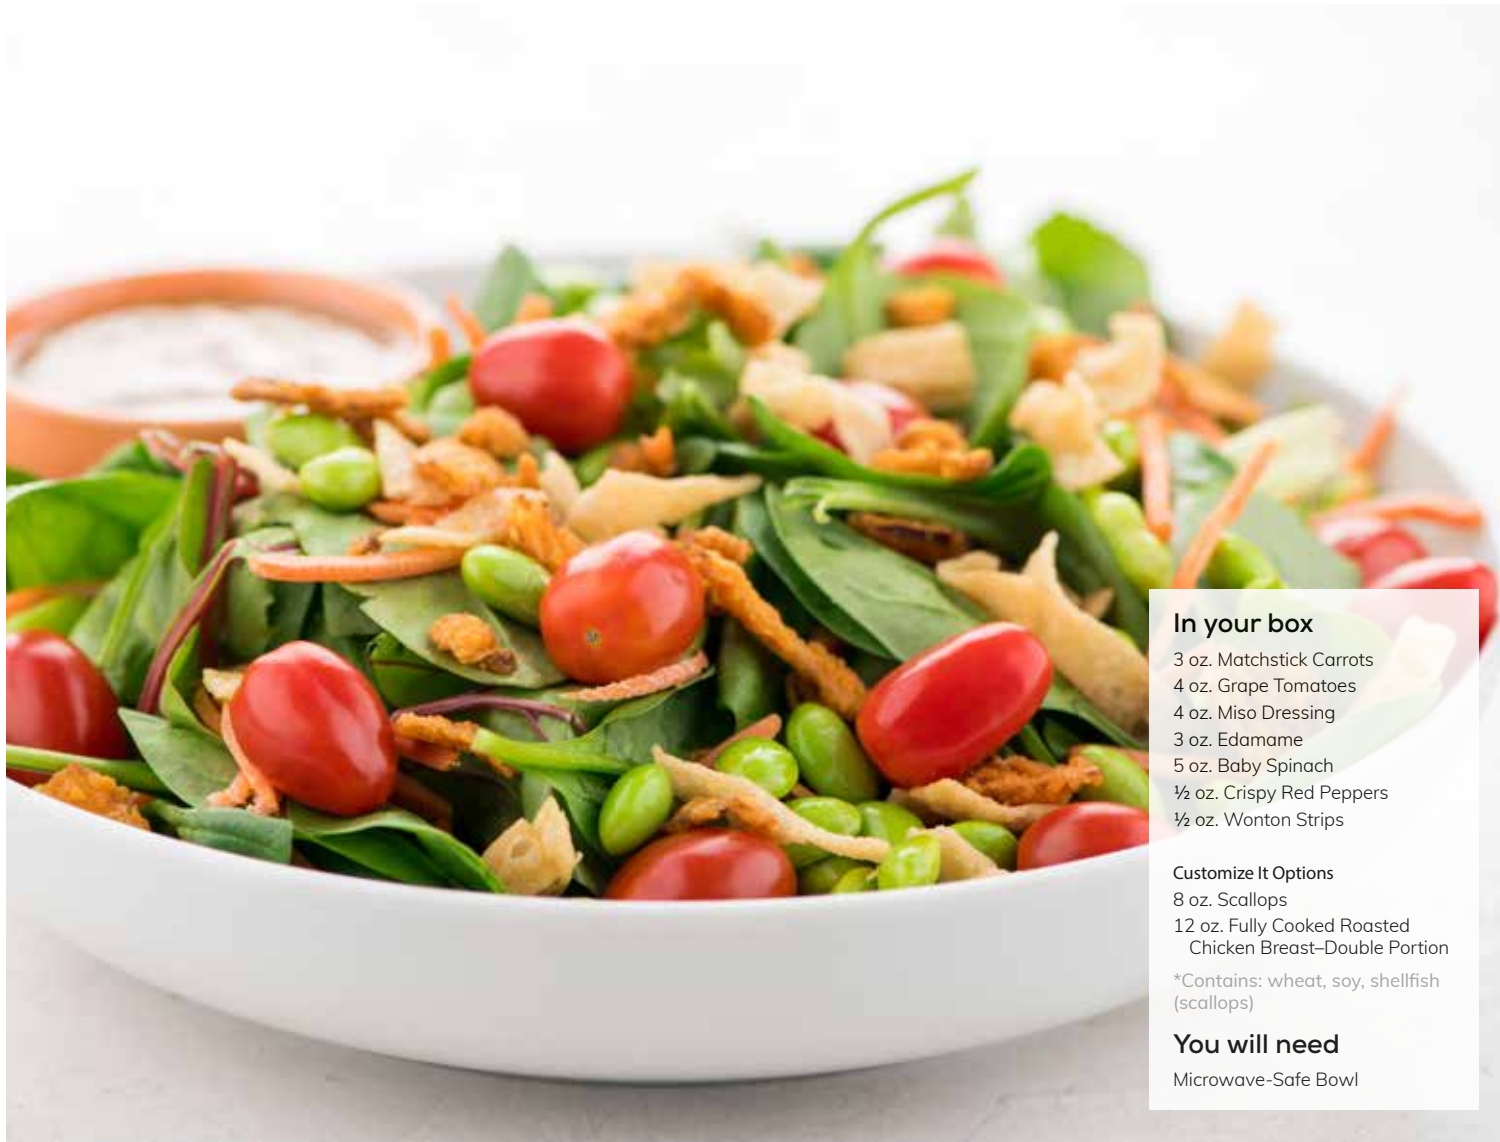 In your box
3 oz. Matchstick Carrots
4 oz. Grape Tomatoes
4 oz. Miso Dressing
3 oz. Edamame
5 oz. Baby Spinach
½ oz. Crispy Red Peppers
½ oz. Wonton Strips
Customize It Options
8 oz. Scallops
12 oz. Fully Cooked Roasted
Chicken Breast–Double Portion
*Contains: wheat, soy, shellfish
(scallops)
You will need
Microwave-Safe Bowl